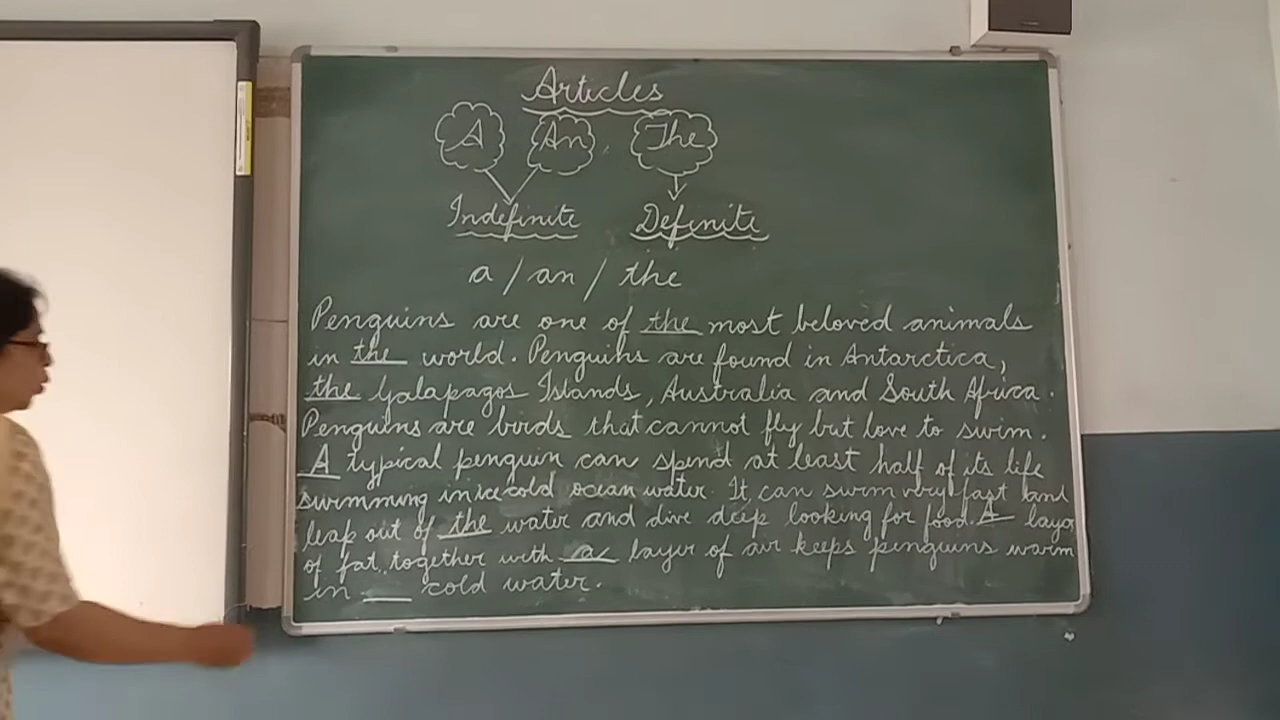 Articles
A An The
Indefinite Definite
a / an / the
Penguins are one of the most beloved animals
in the world. Penguins are found in Antarctica,
the Galapagos Islands, Australia and South Africa.
Penguins are birds that cannot fly but love to swim.
A typical penguin can spend at least half of its life
swimming in ice cold ocean water. It can swim very fast and
leap out of the water and dive deep looking for food. A layer
of fat, together with a layer of air keeps penguins warm
in ___ cold water.